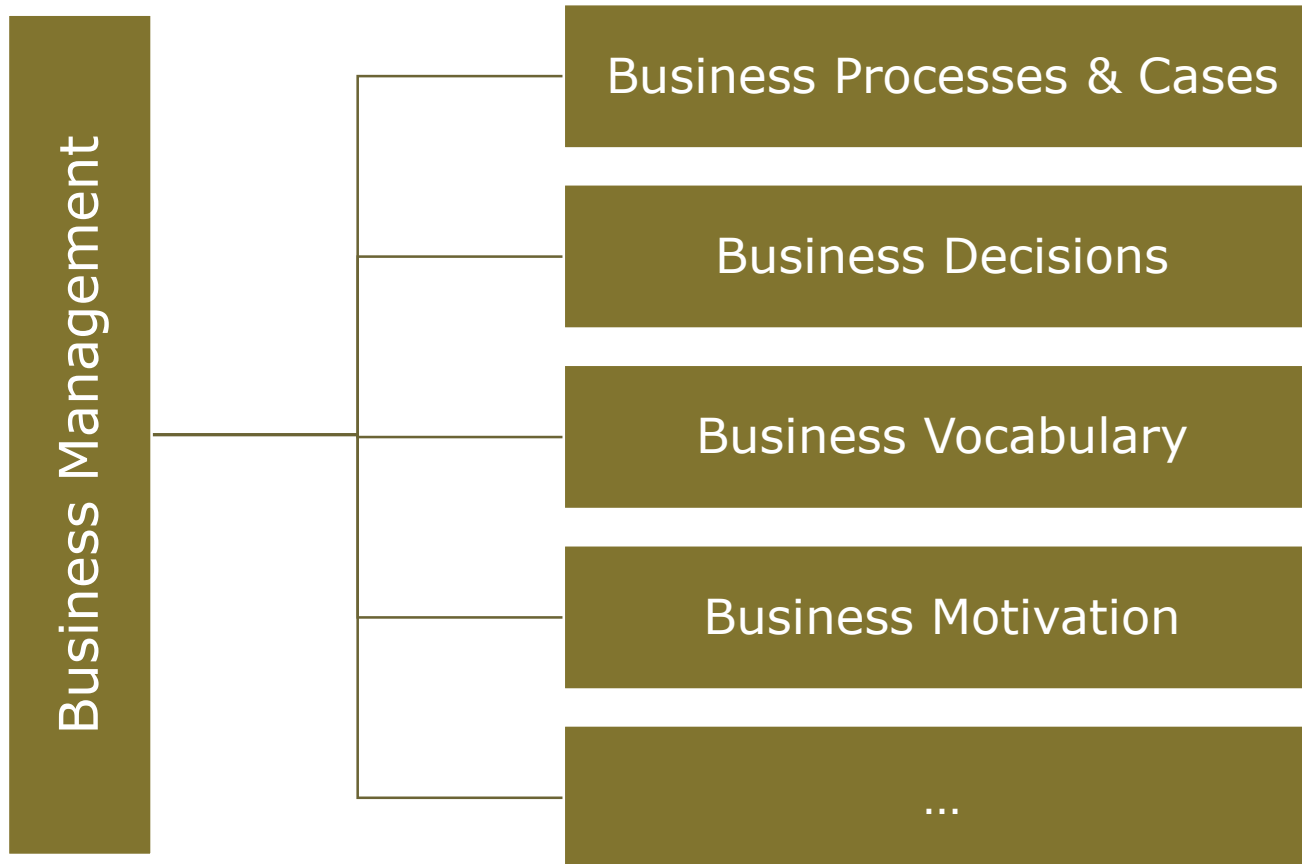 Business Management
Business Processes & Cases
Business Decisions
Business Vocabulary
Business Motivation
…